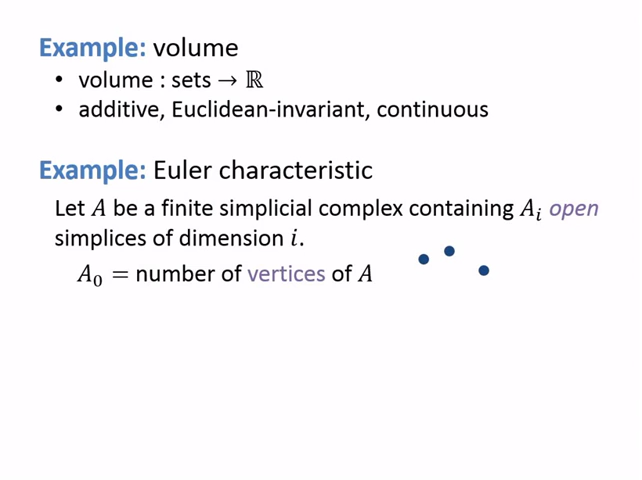 Example: volume
• volume : sets → ℝ
• additive, Euclidean-invariant, continuous
Example: Euler characteristic
Let A be a finite simplicial complex containing Aᵢ open
simplices of dimension i.
A₀ = number of vertices of A